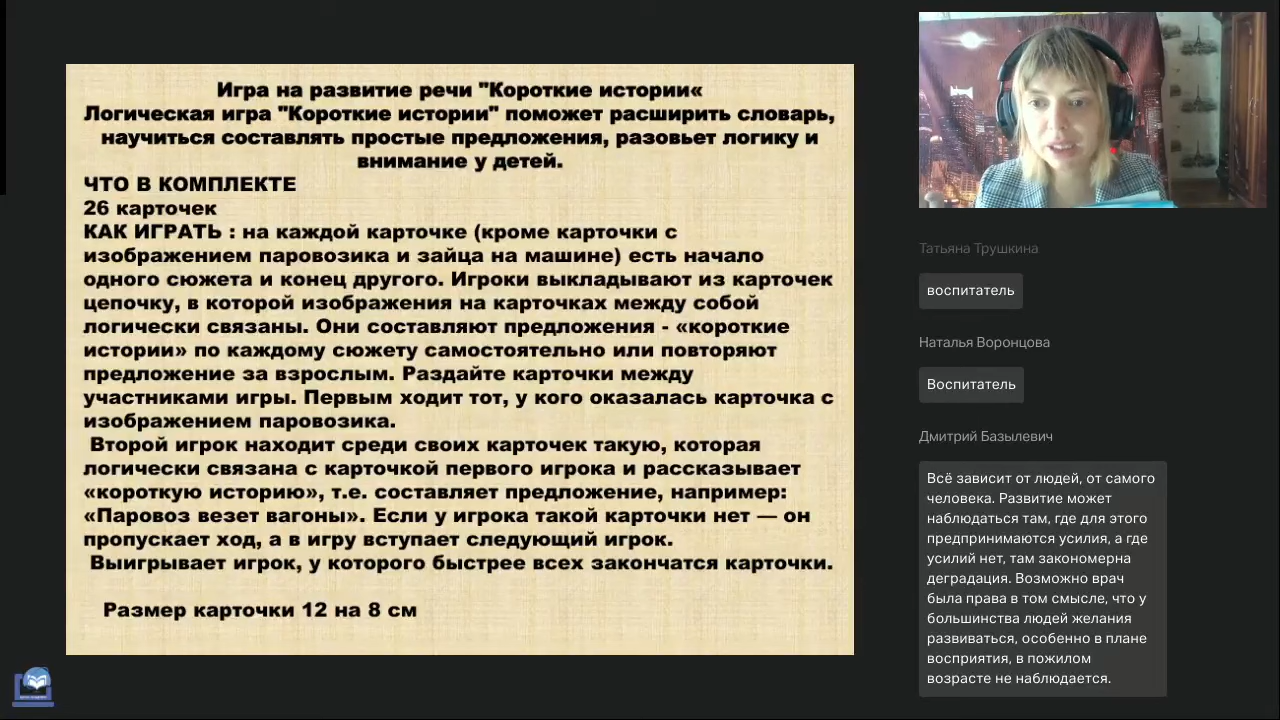 Игра на развитие речи "Короткие истории«
Логическая игра "Короткие истории" поможет расширить словарь,
научиться составлять простые предложения, разовьет логику и
внимание у детей.
ЧТО В КОМПЛЕКТЕ
26 карточек
КАК ИГРАТЬ : на каждой карточке (кроме карточки с
изображением паровозика и зайца на машине) есть начало
одного сюжета и конец другого. Игроки выкладывают из карточек
цепочку, в которой изображения на карточках между собой
логически связаны. Они составляют предложения - «короткие
истории» по каждому сюжету самостоятельно или повторяют
предложение за взрослым. Раздайте карточки между
участниками игры. Первым ходит тот, у кого оказалась карточка с
изображением паровозика.
Второй игрок находит среди своих карточек такую, которая
логически связана с карточкой первого игрока и рассказывает
«короткую историю», т.е. составляет предложение, например:
«Паровоз везет вагоны». Если у игрока такой карточки нет — он
пропускает ход, а в игру вступает следующий игрок.
Выигрывает игрок, у которого быстрее всех закончатся карточки.
Размер карточки 12 на 8 см
Татьяна Трушкина
воспитатель
Наталья Воронцова
Воспитатель
Дмитрий Базылевич
Всё зависит от людей, от самого
человека. Развитие может
наблюдаться там, где для этого
предпринимаются усилия, а где
усилий нет, там закономерна
деградация. Возможно врач
была права в том смысле, что у
большинства людей желания
развиваться, особенно в плане
восприятия, в пожилом
возрасте не наблюдается.